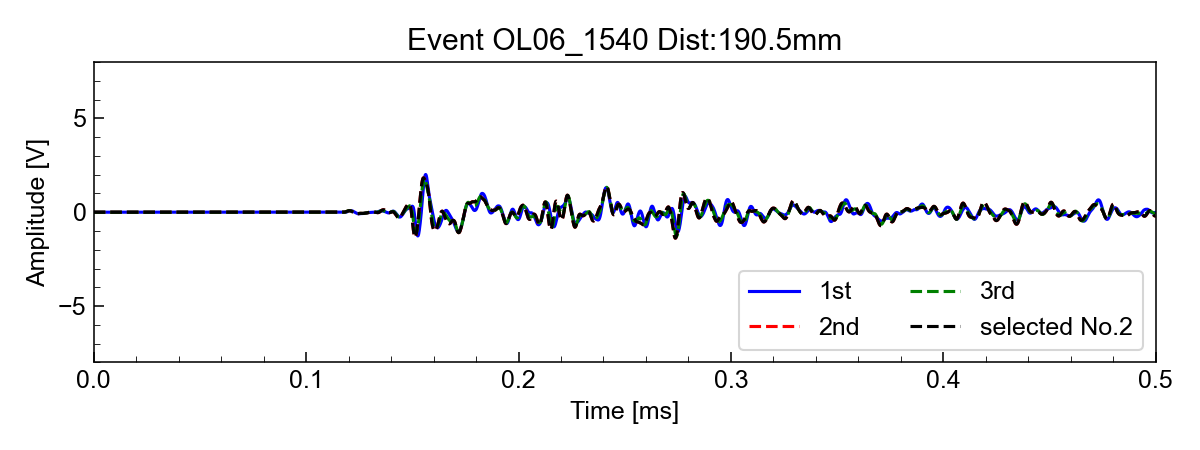 Event OL06_1540 Dist:190.5mm
Amplitude [V]
5
0
−5
1st
2nd
3rd
selected No.2
0.0 0.1 0.2 0.3 0.4 0.5
Time [ms]